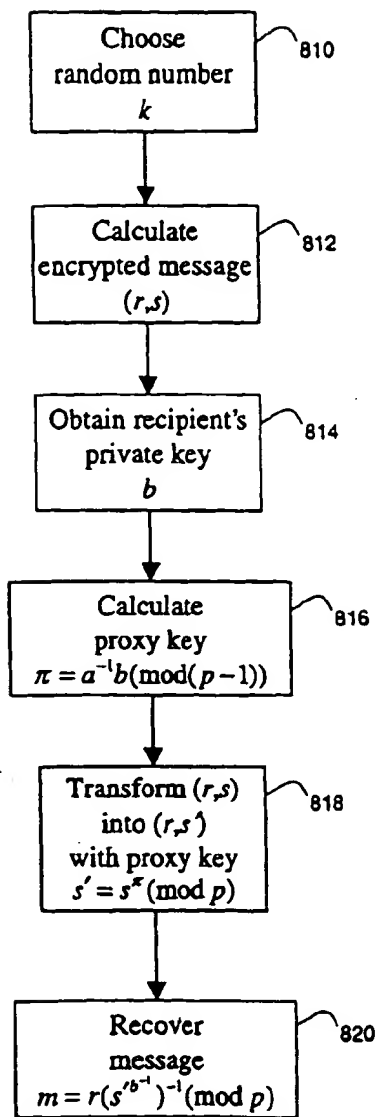 Choose
random number
k
810
Calculate
encrypted message
(r,s)
812
Obtain recipient's
private key
b
814
Calculate
proxy key
π = a⁻¹b(mod(p−1))
816
Transform (r,s)
into (r,s′)
with proxy key
s′ = s^π (mod p)
818
Recover
message
m = r(s′^b⁻¹)⁻¹(mod p)
820